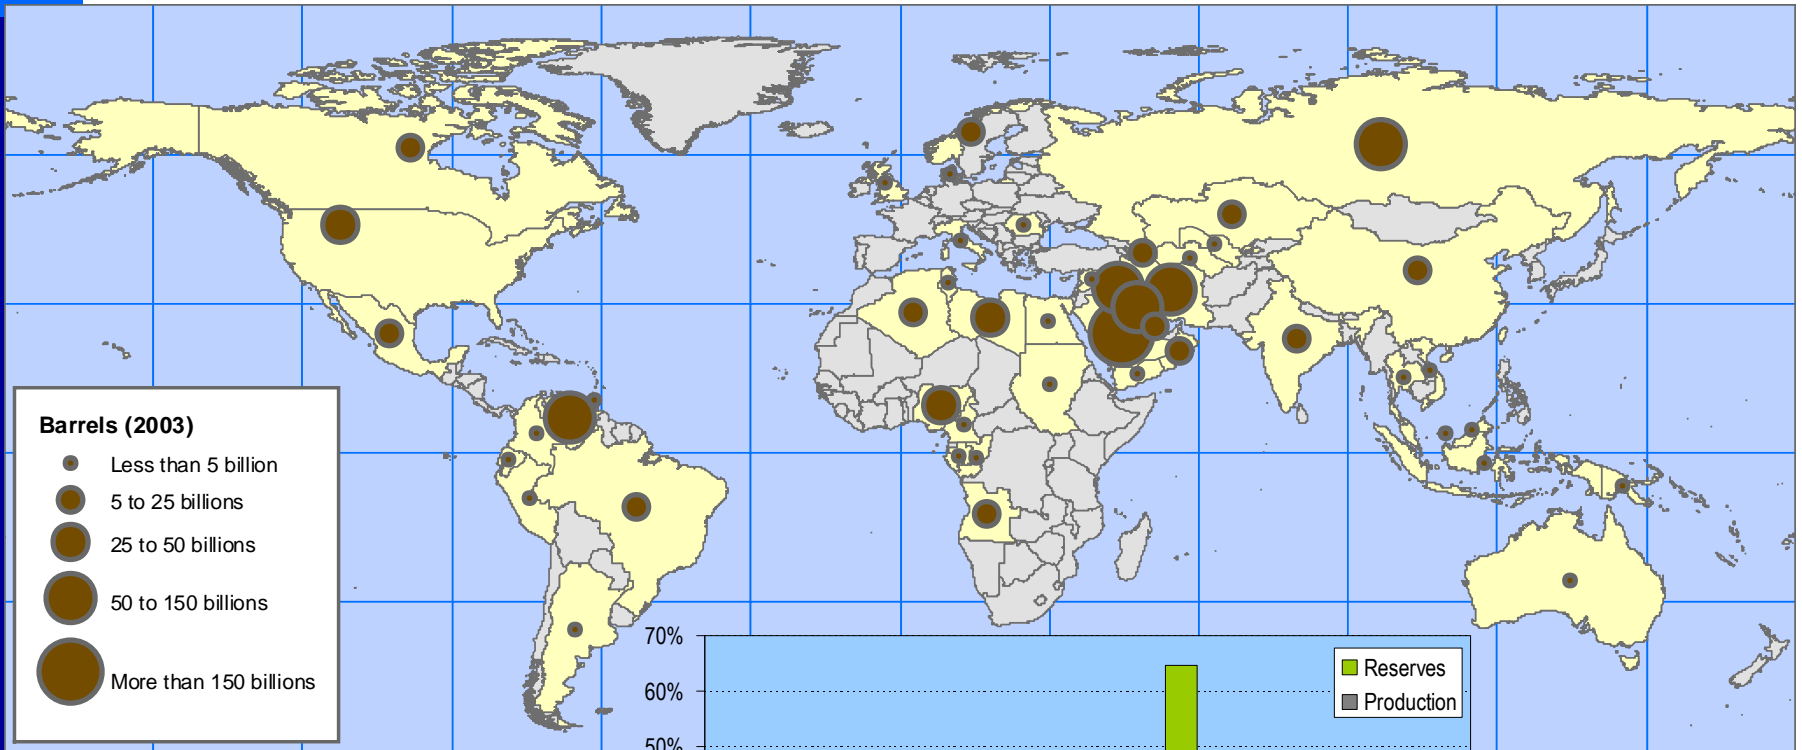 Barrels (2003)
Less than 5 billion
5 to 25 billions
25 to 50 billions
50 to 150 billions
More than 150 billions
70%
60%
50%
Reserves
Production